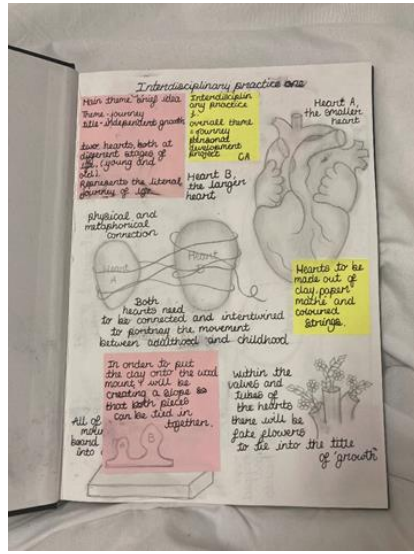 Interdisciplinary practice one
Main theme brief idea
Theme - journey
title - independent growth
two hearts, both at
different stages of
life, (young and
old).
Represents the literal
journey of life
Interdisciplin
ary practice
1
overall theme
= journey
personal
development
project
CA
Heart A,
the smaller
heart
Heart B,
the larger
heart
physical and
metaphorical
connection
Heart
A
Heart
B
Hearts to be
made out of
clay, paper
mathe and
coloured
strings.
Both
hearts need
to be connected and intertwined
to portray the movement
between adulthood and childhood
In order to put
the clay onto the
mount, I will be
creating a slope so
that both pieces
can be tied in
together.
A
B
within the
valves and
tubes of
the hearts
there will be
fake flowers
to tie into the title
of "growth"
All of
board
into